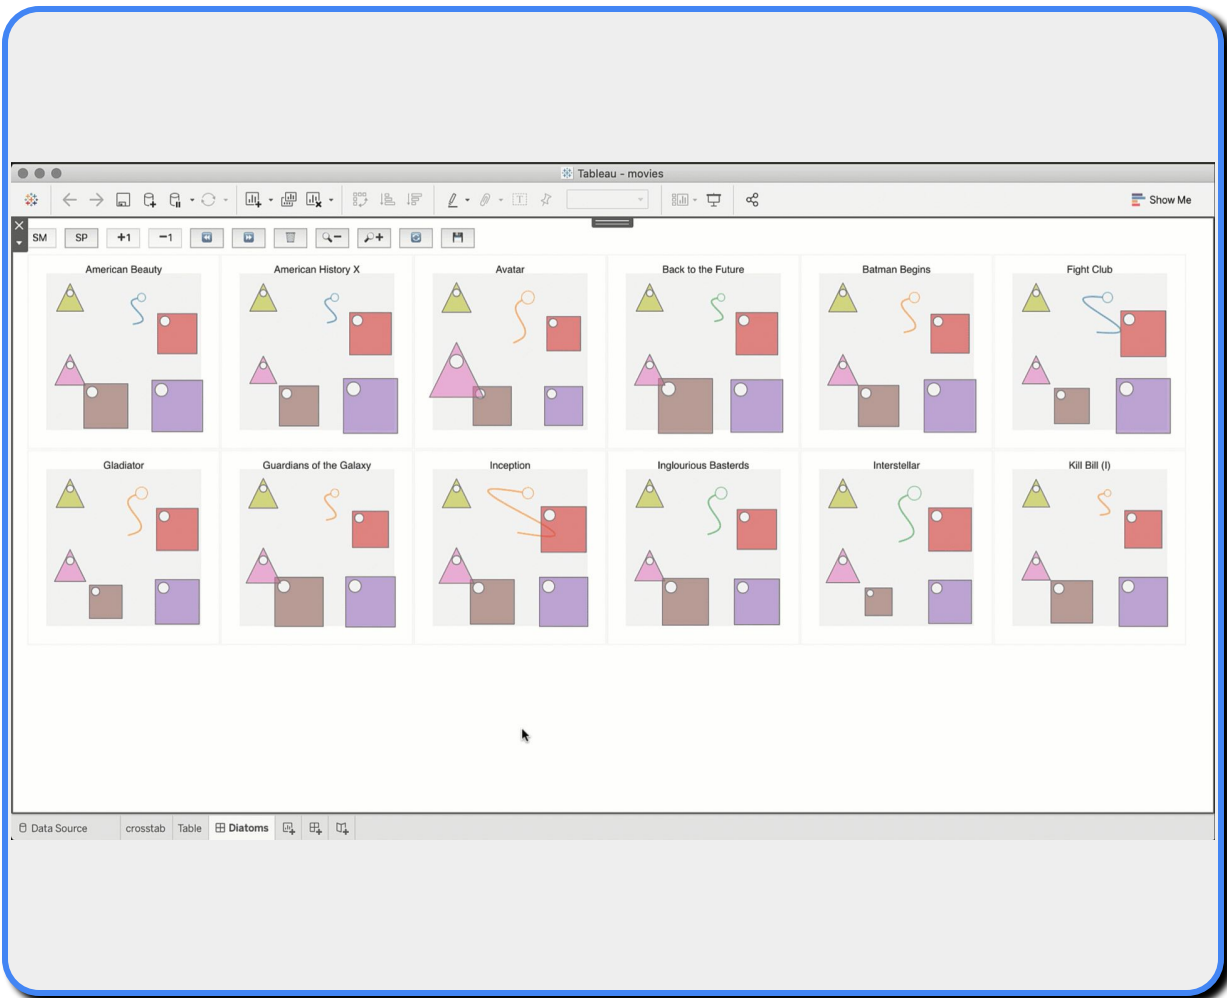 Tableau - movies
Show Me
SM SP +1 −1
American Beauty American History X Avatar Back to the Future Batman Begins Fight Club
Gladiator Guardians of the Galaxy Inception Inglourious Basterds Interstellar Kill Bill (I)
Data Source crosstab Table Diatoms